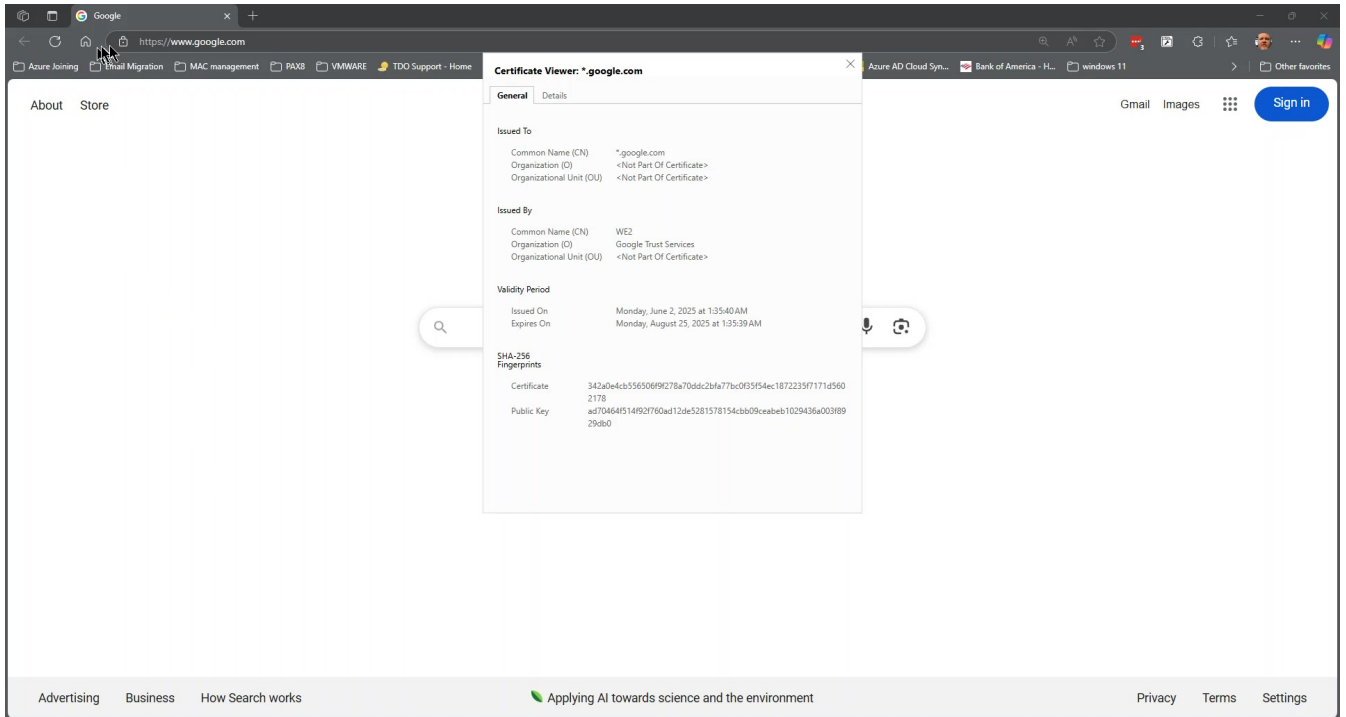 Google
https://www.google.com
3
Azure Joining Email Migration MAC management PAX8 VMWARE TDO Support - Home Azure AD Cloud Syn... Bank of America - H... windows 11 Other favorites
About Store Gmail Images Sign in
Certificate Viewer: *.google.com
General Details
Issued To
Common Name (CN) *.google.com
Organization (O) <Not Part Of Certificate>
Organizational Unit (OU) <Not Part Of Certificate>
Issued By
Common Name (CN) WE2
Organization (O) Google Trust Services
Organizational Unit (OU) <Not Part Of Certificate>
Validity Period
Issued On Monday, June 2, 2025 at 1:35:40 AM
Expires On Monday, August 25, 2025 at 1:35:39 AM
SHA-256
Fingerprints
Certificate 342a0e4cb556506f9f278a70ddc2bfa77bc0f35f54ec1872235f7171d560
2178
Public Key ad70464f514f92f760ad12de5281578154cbb09ceabeb1029436a003f89
29db0
Advertising Business How Search works Applying AI towards science and the environment Privacy Terms Settings